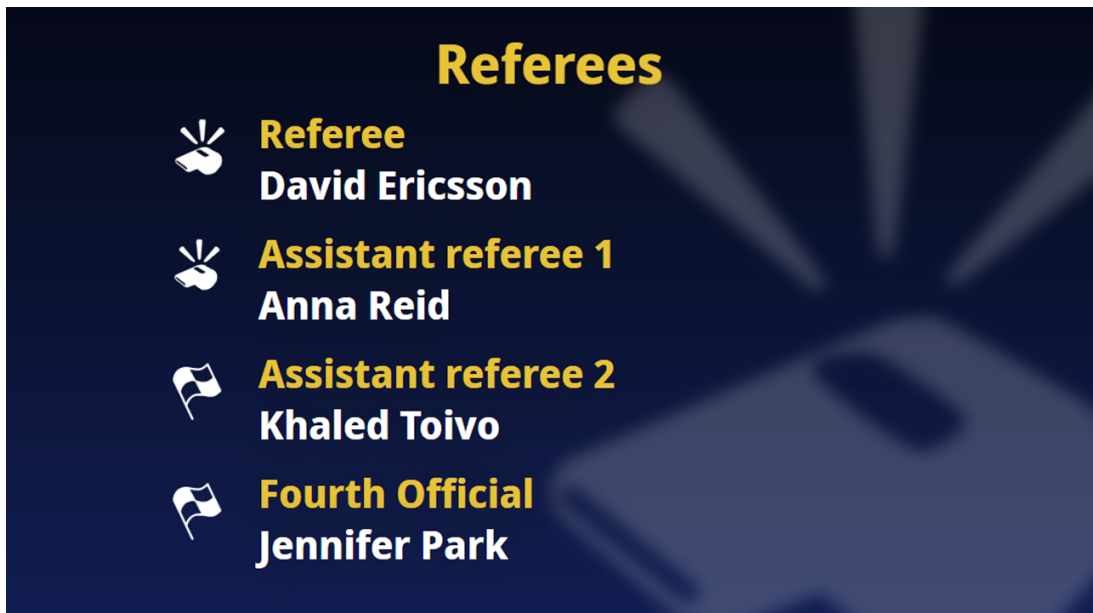 Referees
Referee
David Ericsson
Assistant referee 1
Anna Reid
Assistant referee 2
Khaled Toivo
Fourth Official
Jennifer Park